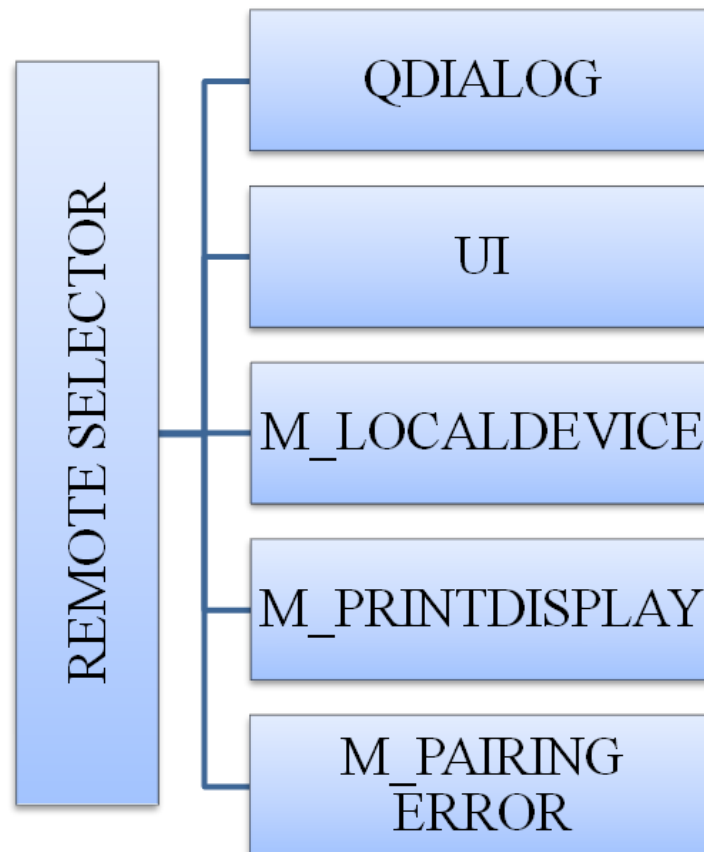 REMOTE SELECTOR
QDIALOG
UI
M_LOCALDEVICE
M_PRINTDISPLAY
M_PAIRING
ERROR